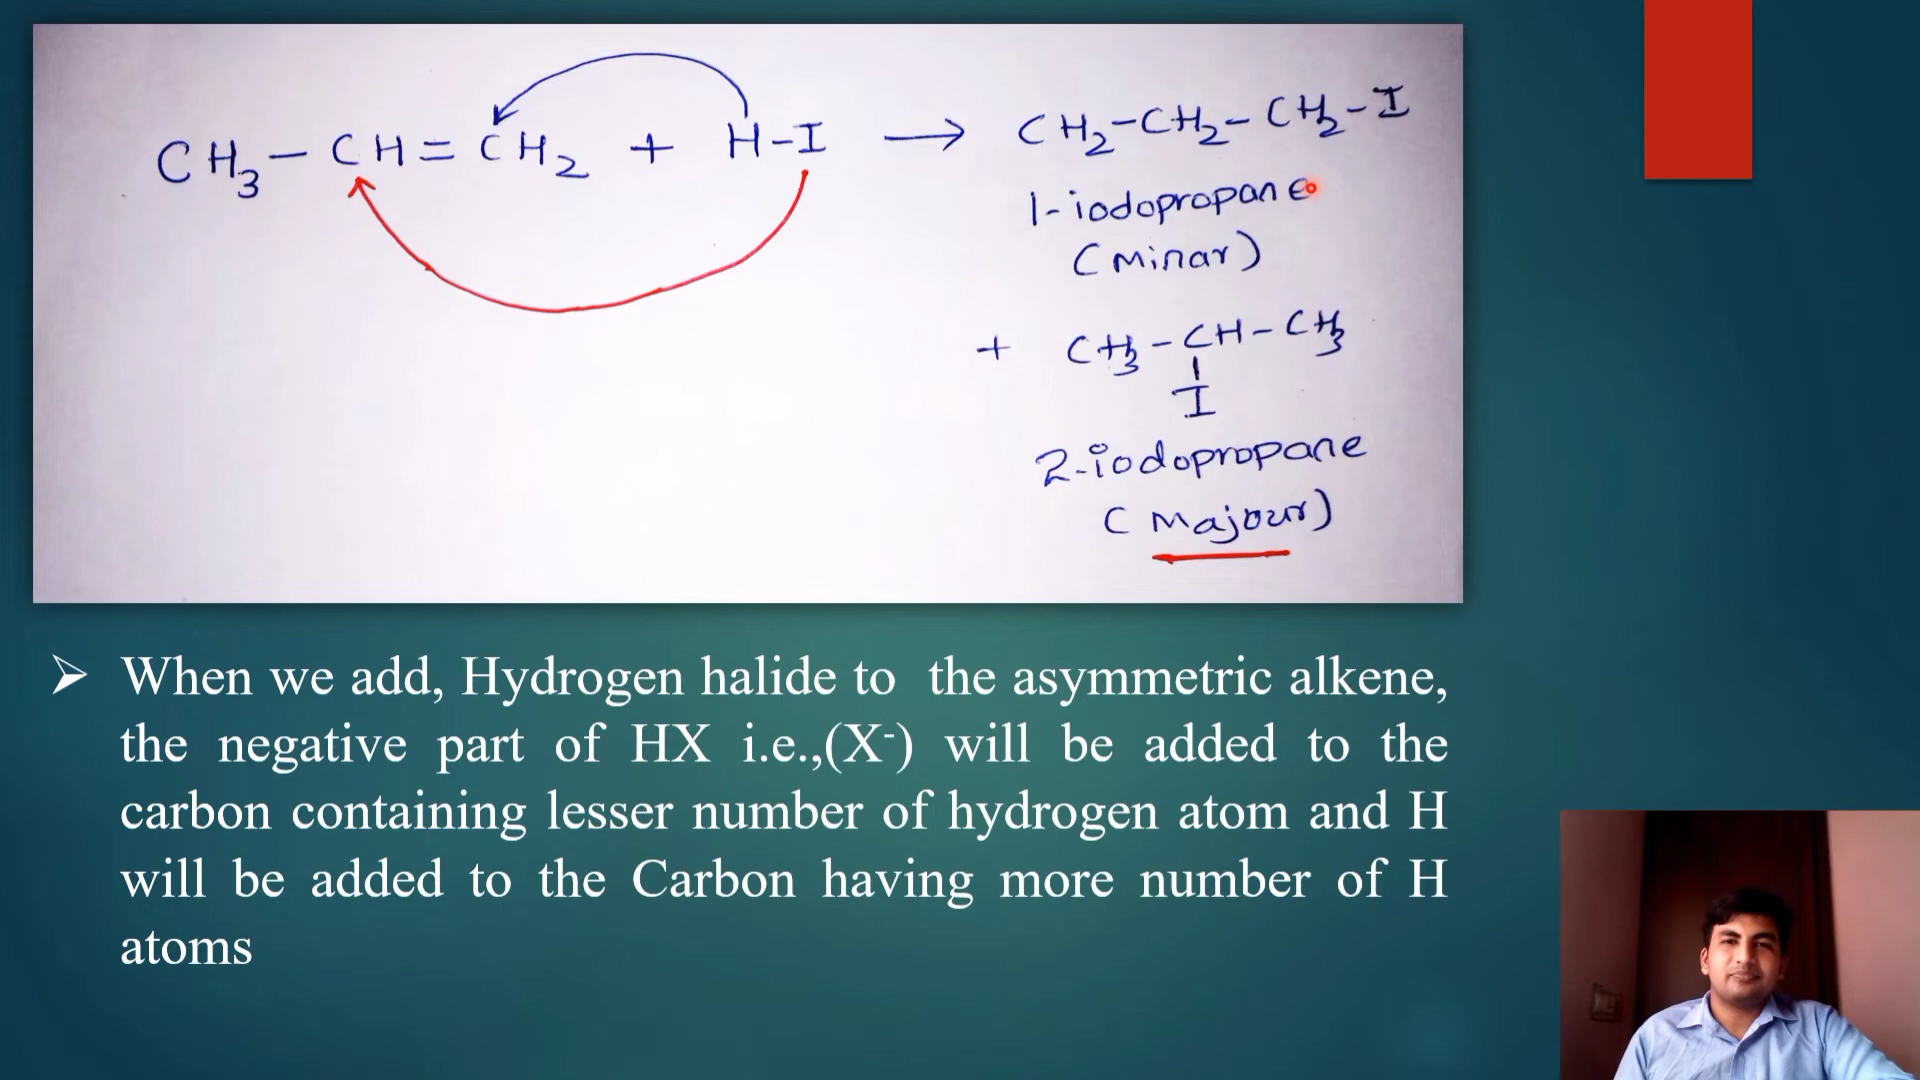 CH₃ – CH = CH₂ + H-I → CH₂-CH₂-CH₂-I
1-iodopropane
(Minar)
+ CH₃-CH-CH₃
I
2-iodopropane
(Majour)
➢ When we add, Hydrogen halide to the asymmetric alkene,
the negative part of HX i.e.,(X⁻) will be added to the
carbon containing lesser number of hydrogen atom and H
will be added to the Carbon having more number of H
atoms